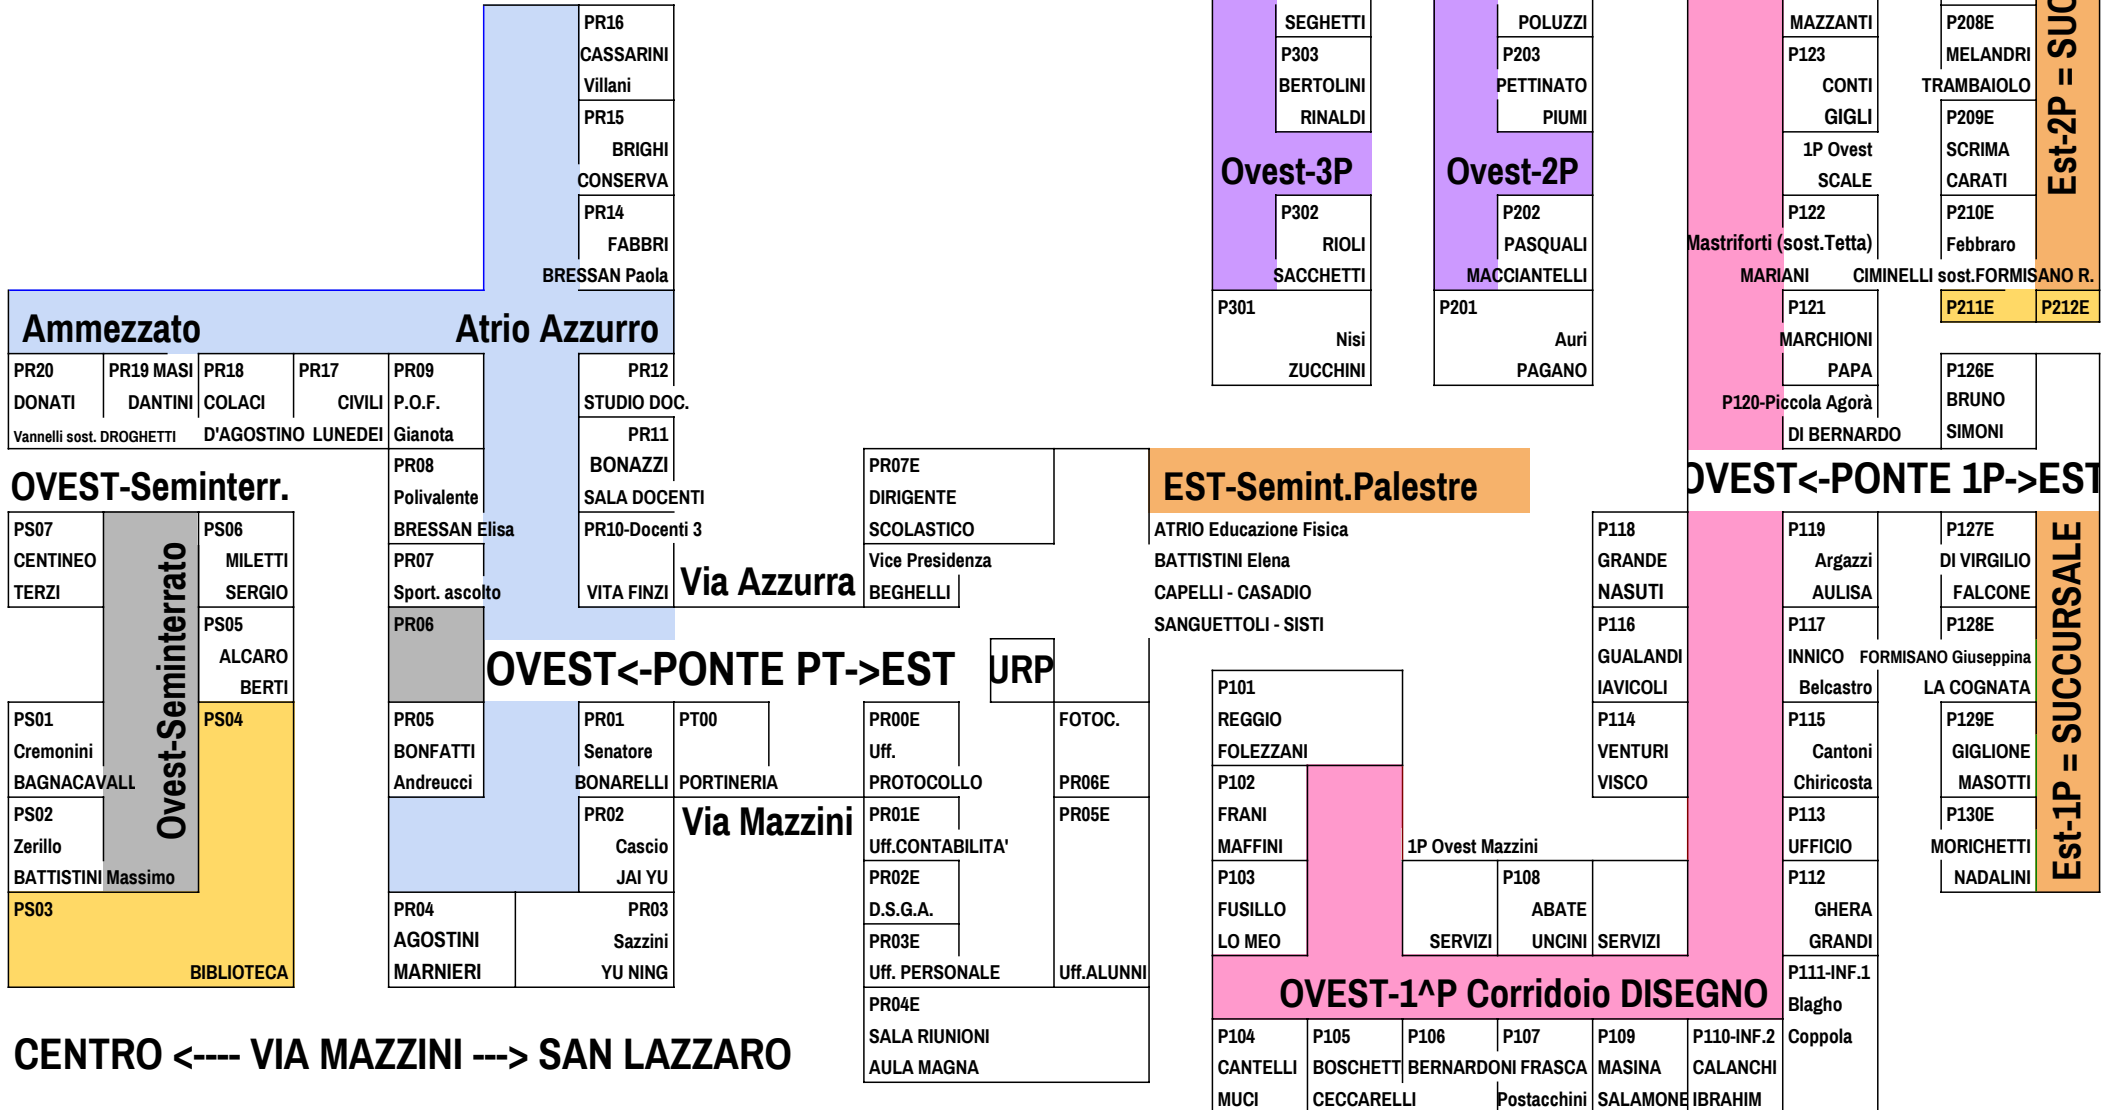 PR16
CASSARINI
Villani
PR15
BRIGHI
CONSERVA
PR14
FABBRI
BRESSAN Paola
Ammezzato
Atrio Azzurro
PR20
DONATI
Vannelli sost. DROGHETTI
PR19 MASI
DANTINI
PR18
COLACI
D'AGOSTINO
PR17
CIVILI
LUNEDEI
PR09
P.O.F.
Gianota
PR12
STUDIO DOC.
PR11
BONAZZI
SALA DOCENTI
PR10-Docenti 3
VITA FINZI
PR08
Polivalente
BRESSAN Elisa
PR07
Sport. ascolto
PR06
OVEST-Seminterr.
PS07
CENTINEO
TERZI
Ovest-Seminterrato
PS06
MILETTI
SERGIO
PS05
ALCARO
BERTI
PS04
PS01
Cremonini
BAGNACAVALL
PS02
Zerillo
BATTISTINI Massimo
PS03
BIBLIOTECA
Via Azzurra
PR07E
DIRIGENTE
SCOLASTICO
Vice Presidenza
BEGHELLI
OVEST<-PONTE PT->EST
URP
PR05
BONFATTI
Andreucci
PR01
Senatore
BONARELLI
PT00
PORTINERIA
PR02
Cascio
JAI YU
Via Mazzini
PR04
AGOSTINI
MARNIERI
PR03
Sazzini
YU NING
PR00E
Uff.
PROTOCOLLO
PR01E
Uff.CONTABILITA'
PR02E
D.S.G.A.
PR03E
Uff. PERSONALE
PR04E
SALA RIUNIONI
AULA MAGNA
FOTOC.
PR06E
PR05E
Uff.ALUNNI
CENTRO <---- VIA MAZZINI ---> SAN LAZZARO
EST-Semint.Palestre
ATRIO Educazione Fisica
BATTISTINI Elena
CAPELLI - CASADIO
SANGUETTOLI - SISTI
SEGHETTI
P303
BERTOLINI
RINALDI
Ovest-3P
P302
RIOLI
SACCHETTI
P301
Nisi
ZUCCHINI
POLUZZI
P203
PETTINATO
PIUMI
Ovest-2P
P202
PASQUALI
MACCIANTELLI
P201
Auri
PAGANO
MAZZANTI
P123
CONTI
GIGLI
1P Ovest
SCALE
P122
Mastriforti (sost.Tetta)
MARIANI
P121
MARCHIONI
PAPA
P120-Piccola Agorà
DI BERNARDO
P208E
MELANDRI
TRAMBAIOLO
P209E
SCRIMA
CARATI
P210E
Febbraro
CIMINELLI sost.FORMISANO R.
P211E
P212E
Est-2P = SUC
P126E
BRUNO
SIMONI
OVEST<-PONTE 1P->EST
P118
GRANDE
NASUTI
P116
GUALANDI
IAVICOLI
P114
VENTURI
VISCO
P119
Argazzi
AULISA
P117
INNICO
Belcastro
P115
Cantoni
Chiricosta
P113
UFFICIO
P112
GHERA
GRANDI
P111-INF.1
Blagho
Coppola
P127E
DI VIRGILIO
FALCONE
P128E
FORMISANO Giuseppina
LA COGNATA
P129E
GIGLIONE
MASOTTI
P130E
MORICHETTI
NADALINI
Est-1P = SUCCURSALE
P101
REGGIO
FOLEZZANI
P102
FRANI
MAFFINI
P103
FUSILLO
LO MEO
1P Ovest Mazzini
SERVIZI
P108
ABATE
UNCINI
SERVIZI
OVEST-1^P Corridoio DISEGNO
P104
CANTELLI
MUCI
P105
BOSCHETT
CECCARELLI
P106
BERNARDONI
P107
FRASCA
Postacchini
P109
MASINA
SALAMONE
P110-INF.2
CALANCHI
IBRAHIM